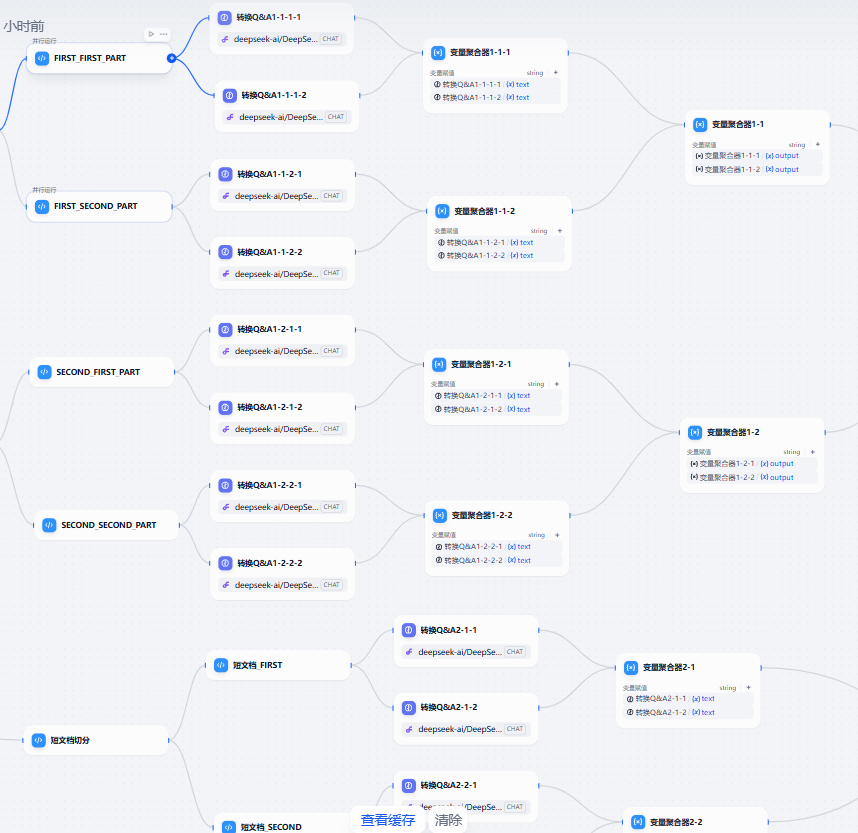 小时前
并行运行
FIRST_FIRST_PART
转换Q&A1-1-1-1
deepseek-ai/DeepSe... CHAT
转换Q&A1-1-1-2
deepseek-ai/DeepSe... CHAT
变量聚合器1-1-1
变量赋值 string +
转换Q&A1-1-1-1 {x} text
转换Q&A1-1-1-2 {x} text
变量聚合器1-1
变量赋值 string +
{x} 变量聚合器1-1-1 {x} output
{x} 变量聚合器1-1-2 {x} output
并行运行
FIRST_SECOND_PART
转换Q&A1-1-2-1
deepseek-ai/DeepSe... CHAT
转换Q&A1-1-2-2
deepseek-ai/DeepSe... CHAT
变量聚合器1-1-2
变量赋值 string +
转换Q&A1-1-2-1 {x} text
转换Q&A1-1-2-2 {x} text
SECOND_FIRST_PART
转换Q&A1-2-1-1
deepseek-ai/DeepSe... CHAT
转换Q&A1-2-1-2
deepseek-ai/DeepSe... CHAT
变量聚合器1-2-1
变量赋值 string +
转换Q&A1-2-1-1 {x} text
转换Q&A1-2-1-2 {x} text
变量聚合器1-2
变量赋值 string +
{x} 变量聚合器1-2-1 {x} output
{x} 变量聚合器1-2-2 {x} output
SECOND_SECOND_PART
转换Q&A1-2-2-1
deepseek-ai/DeepSe... CHAT
转换Q&A1-2-2-2
deepseek-ai/DeepSe... CHAT
变量聚合器1-2-2
变量赋值 string +
转换Q&A1-2-2-1 {x} text
转换Q&A1-2-2-2 {x} text
短文档切分
短文档_FIRST
转换Q&A2-1-1
deepseek-ai/DeepSe... CHAT
转换Q&A2-1-2
deepseek-ai/DeepSe... CHAT
变量聚合器2-1
变量赋值 string +
转换Q&A2-1-1 {x} text
转换Q&A2-1-2 {x} text
短文档_SECOND
转换Q&A2-2-1
/DeepSe... CHAT
变量聚合器2-2
查看缓存 清除